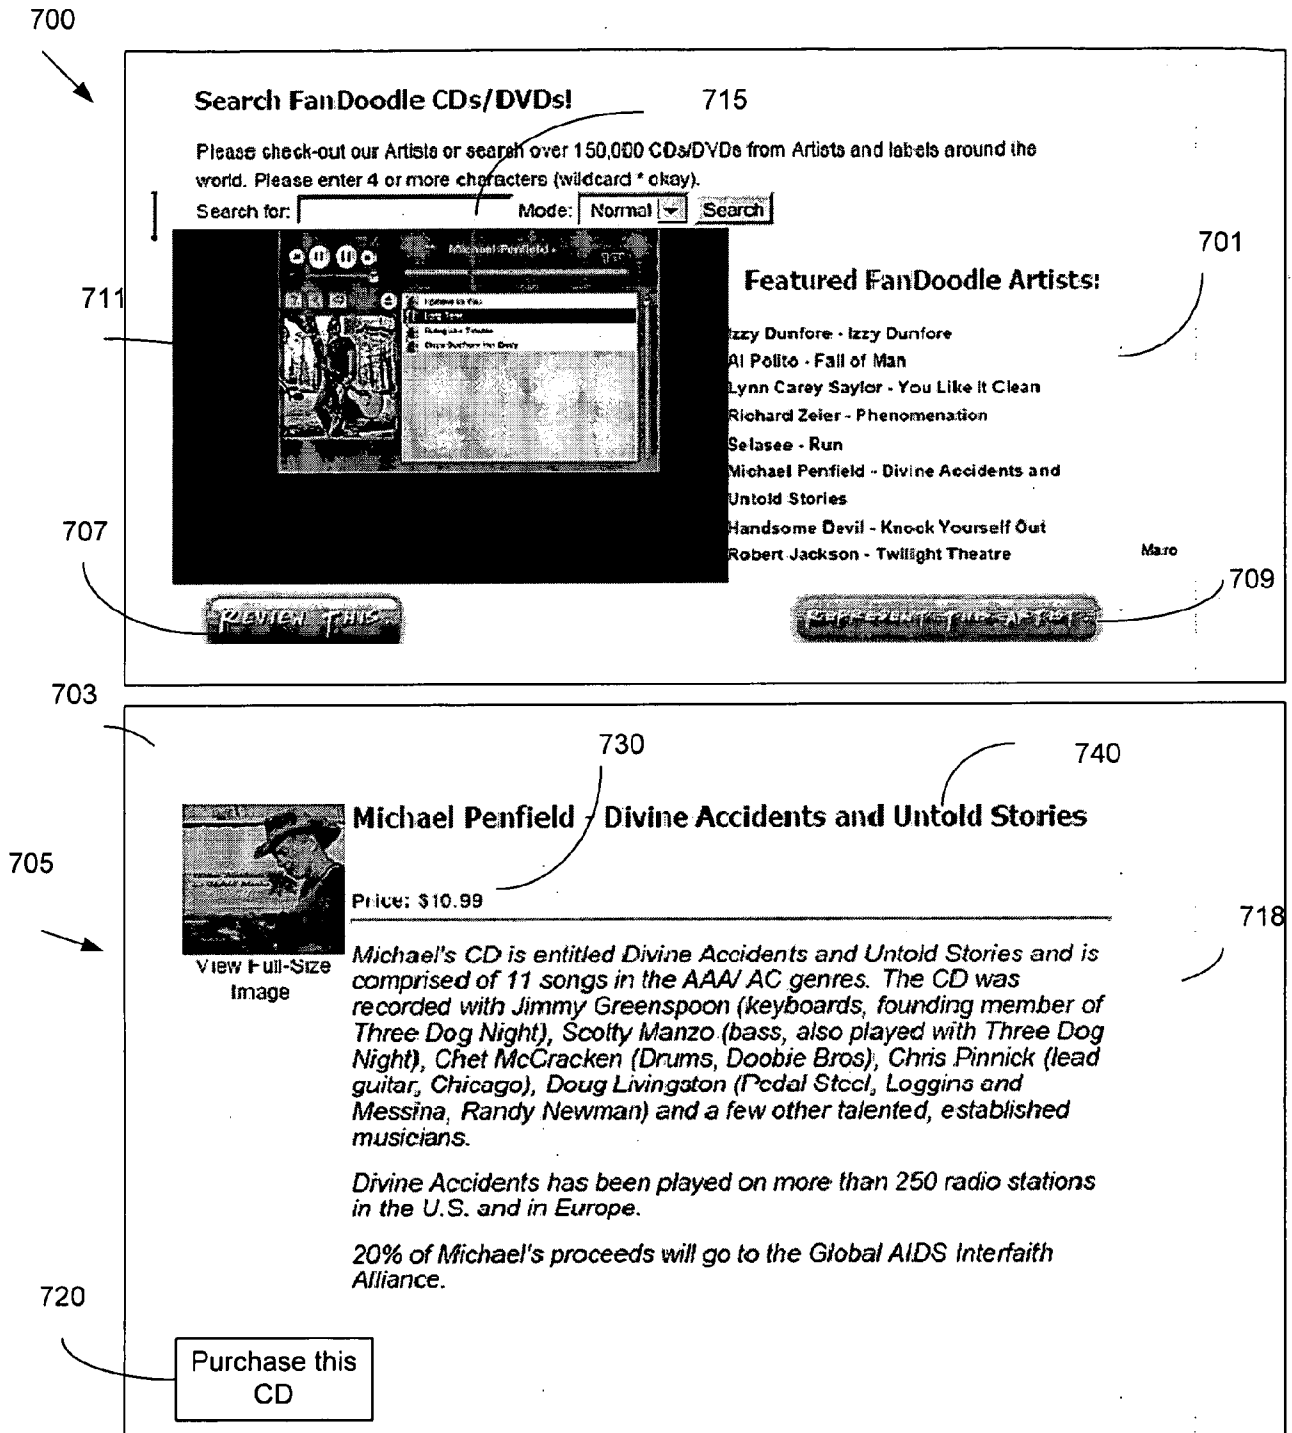 700
Search FanDoodle CDs/DVDs!
715
Please check-out our Artists or search over 150,000 CDs/DVDs from Artists and labels around the
world. Please enter 4 or more characters (wildcard * okay).
Search for: Mode: Normal Search
701
Michael Penfield -
Featured FanDoodle Artists:
711
Izzy Dunfore - Izzy Dunfore
Al Polito - Fall of Man
Lynn Carey Saylor - You Like It Clean
Richard Zeier - Phenomenation
Selasee - Run
Michael Penfield - Divine Accidents and
Untold Stories
707
Handsome Devil - Knock Yourself Out
Robert Jackson - Twilight Theatre
709
REVIEW THIS
REPRESENT THIS ARTIST
703
730
740
Michael Penfield - Divine Accidents and Untold Stories
705
Price: $10.99
718
View Full-Size
Image
Michael's CD is entitled Divine Accidents and Untold Stories and is
comprised of 11 songs in the AAA/ AC genres. The CD was
recorded with Jimmy Greenspoon (keyboards, founding member of
Three Dog Night), Scotty Manzo (bass, also played with Three Dog
Night), Chet McCracken (Drums, Doobie Bros), Chris Pinnick (lead
guitar, Chicago), Doug Livingston (Pedal Steel, Loggins and
Messina, Randy Newman) and a few other talented, established
musicians.
Divine Accidents has been played on more than 250 radio stations
in the U.S. and in Europe.
20% of Michael's proceeds will go to the Global AIDS Interfaith
Alliance.
720
Purchase this
CD